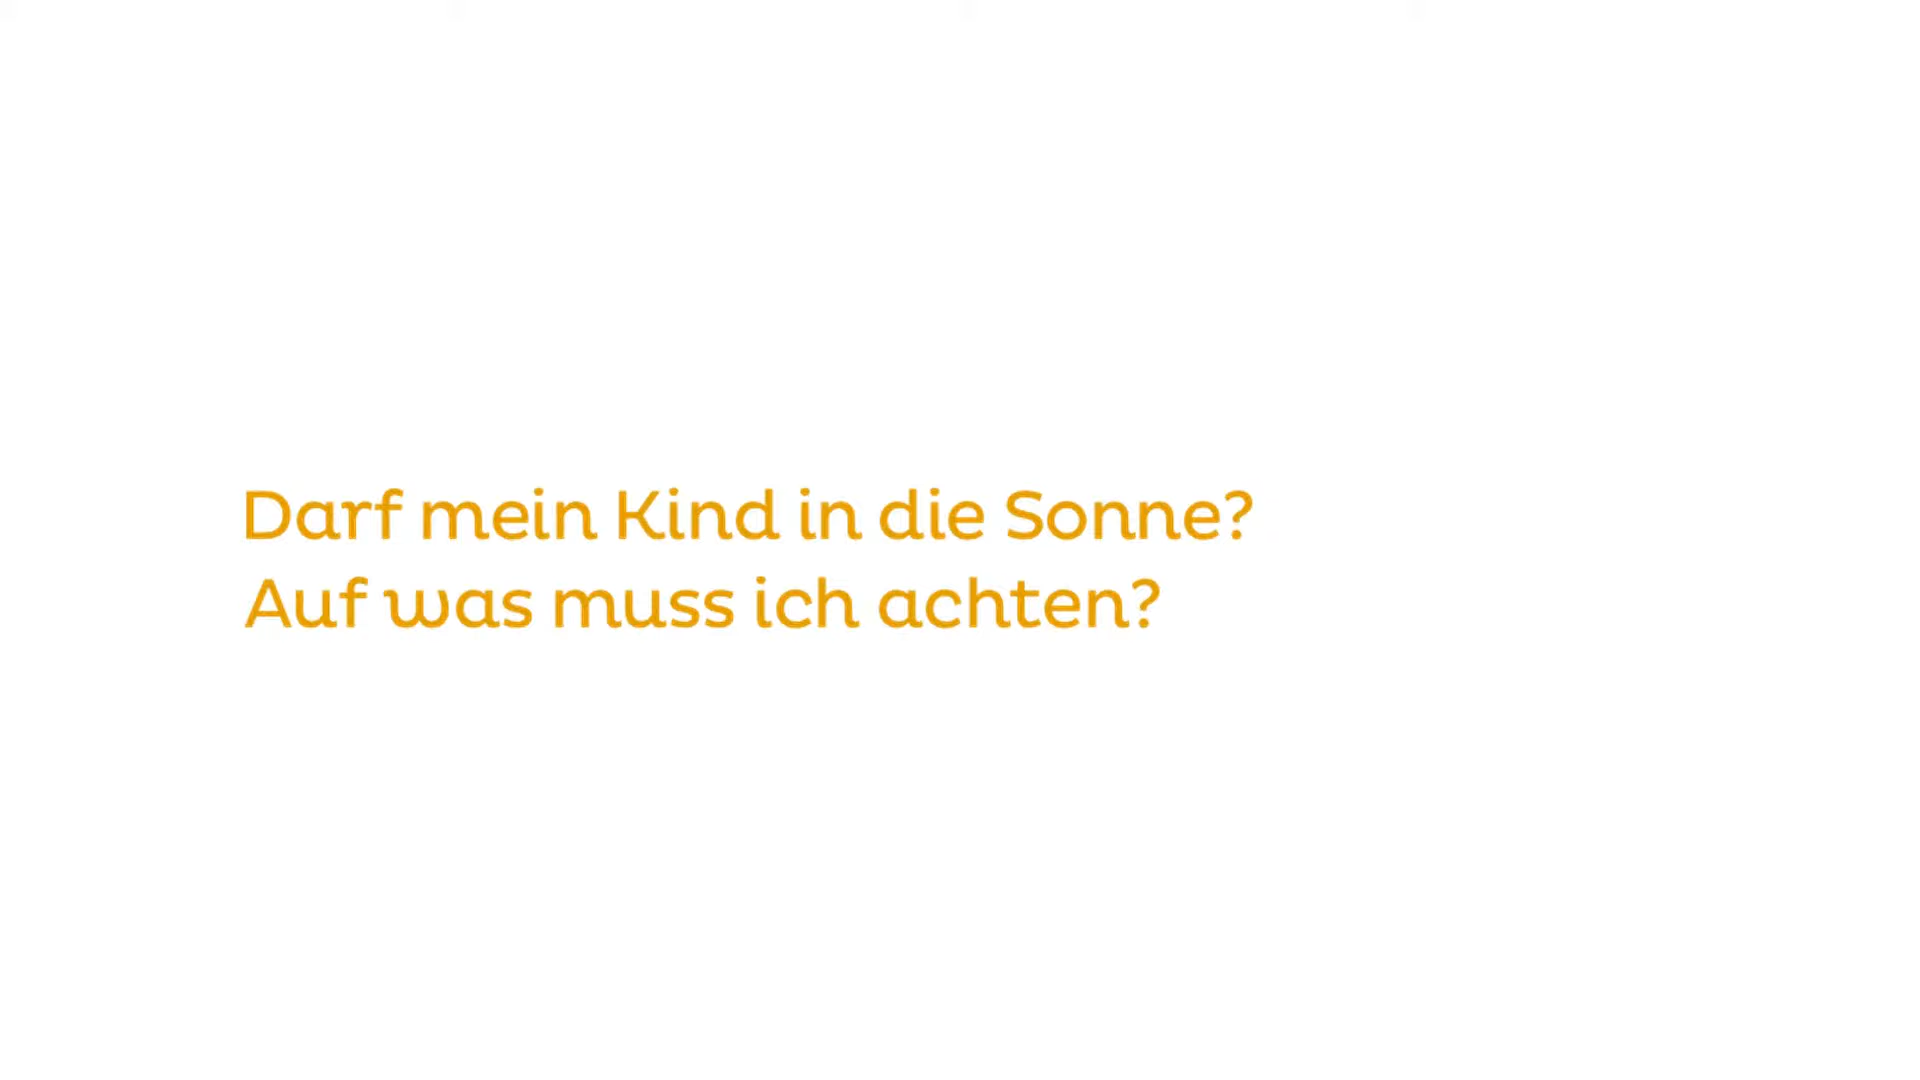 Darf mein Kind in die Sonne?
Auf was muss ich achten?